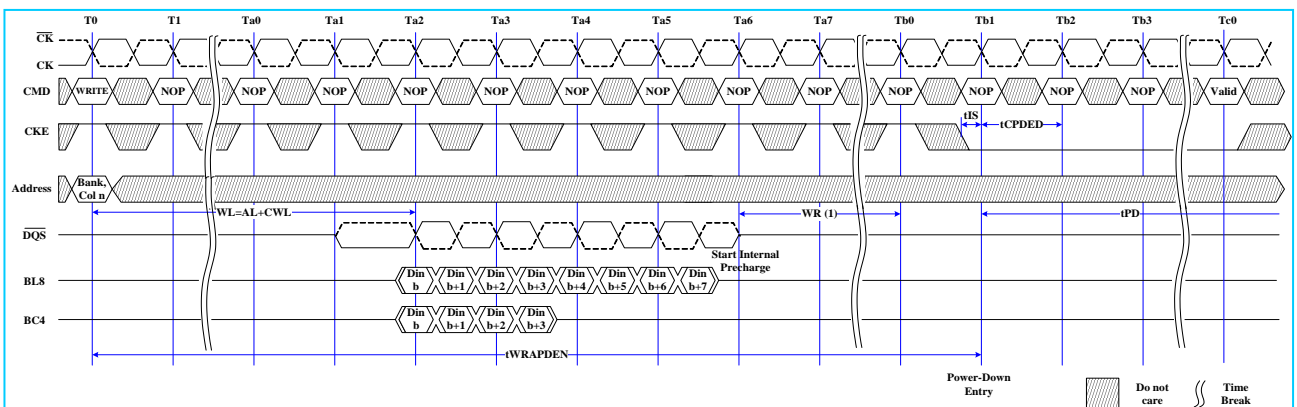 T0 T1 Ta0 Ta1 Ta2 Ta3 Ta4 Ta5 Ta6 Ta7 Tb0 Tb1 Tb2 Tb3 Tc0
CK
CK
CMD WRITE NOP NOP NOP NOP NOP NOP NOP NOP NOP NOP NOP NOP NOP Valid
tIS
CKE tCPDED
Address Bank,
Col n
WL=AL+CWL WR (1) tPD
DQS
Start Internal
Precharge
BL8 Din Din Din Din Din Din Din Din
b b+1 b+2 b+3 b+4 b+5 b+6 b+7
BC4 Din Din Din Din
b b+1 b+2 b+3
tWRAPDEN
Power-Down
Entry
Do not
care
Time
Break